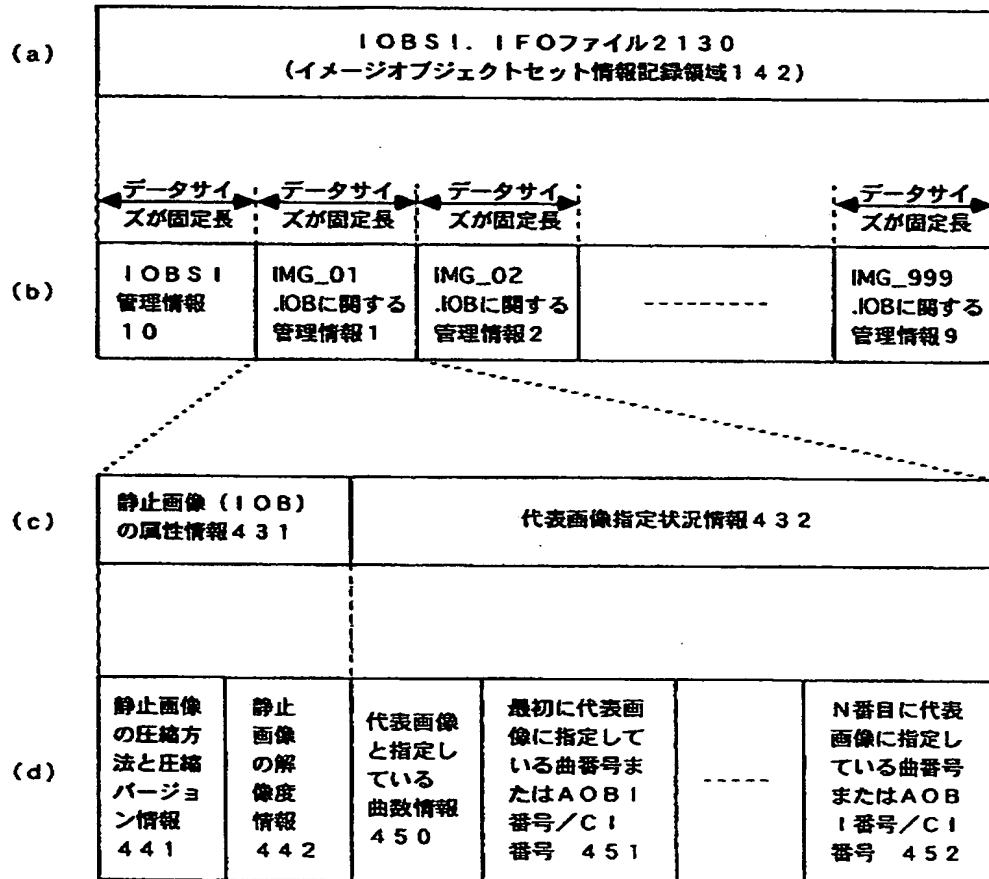 (a)
IOBSI. IFOファイル2130
(イメージオブジェクトセット情報記録領域142)
データサイ
ズが固定長
データサイ
ズが固定長
データサイ
ズが固定長
データサイ
ズが固定長
(b)
IOBSI
管理情報
10
IMG_01
.IOBに関する
管理情報1
IMG_02
.IOBに関する
管理情報2
IMG_999
.IOBに関する
管理情報9
(c)
静止画像(IOB)
の属性情報431
代表画像指定状況情報432
(d)
静止画像
の圧縮方
法と圧縮
バージョ
ン情報
441
静止
画像
の解
像度
情報
442
代表画像
と指定し
ている
曲数情報
450
最初に代表画
像に指定して
いる曲番号ま
たはAOBI
番号/CI
番号 451
N番目に代表
画像に指定し
ている曲番号
またはAOB
I番号/CI
番号 452